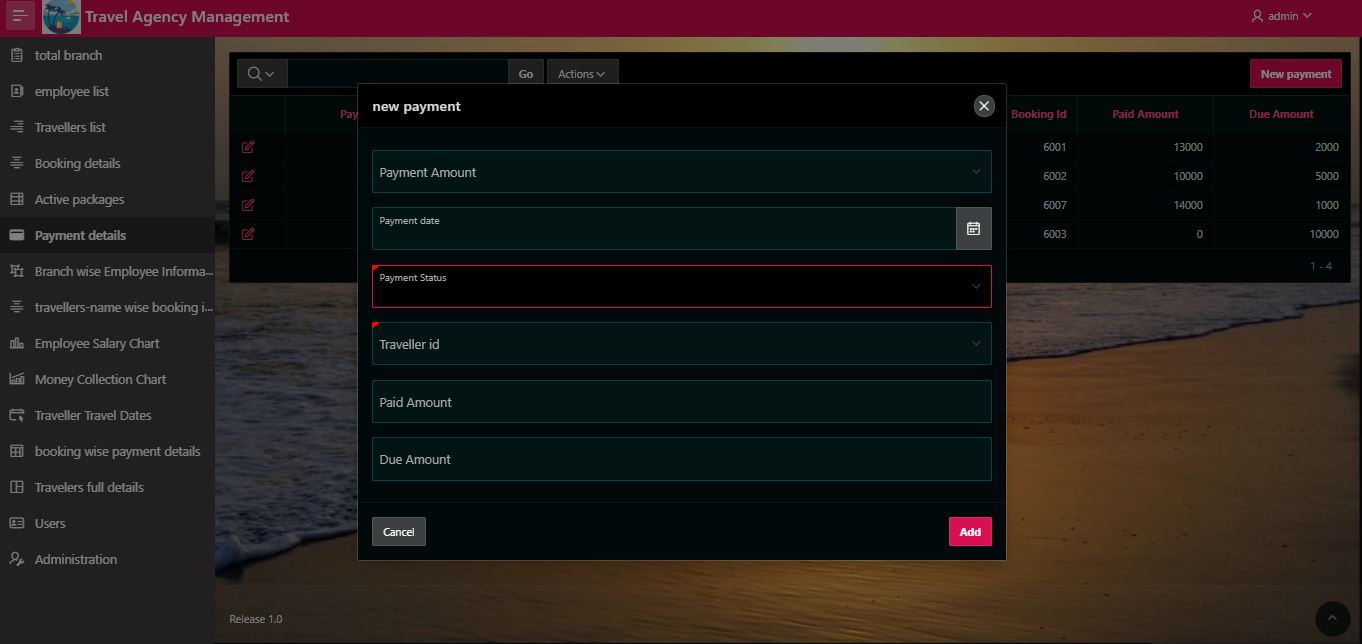 Travel Agency Management
admin
total branch
employee list
Travellers list
Booking details
Active packages
Payment details
Branch wise Employee Informa...
travellers-name wise booking i...
Employee Salary Chart
Money Collection Chart
Traveller Travel Dates
booking wise payment details
Travelers full details
Users
Administration
Go
Actions
New payment
Pay
Booking Id
Paid Amount
Due Amount
6001
13000
2000
6002
10000
5000
6007
14000
1000
6003
0
10000
1 - 4
new payment
Payment Amount
Payment date
Payment Status
Traveller id
Paid Amount
Due Amount
Cancel
Add
Release 1.0